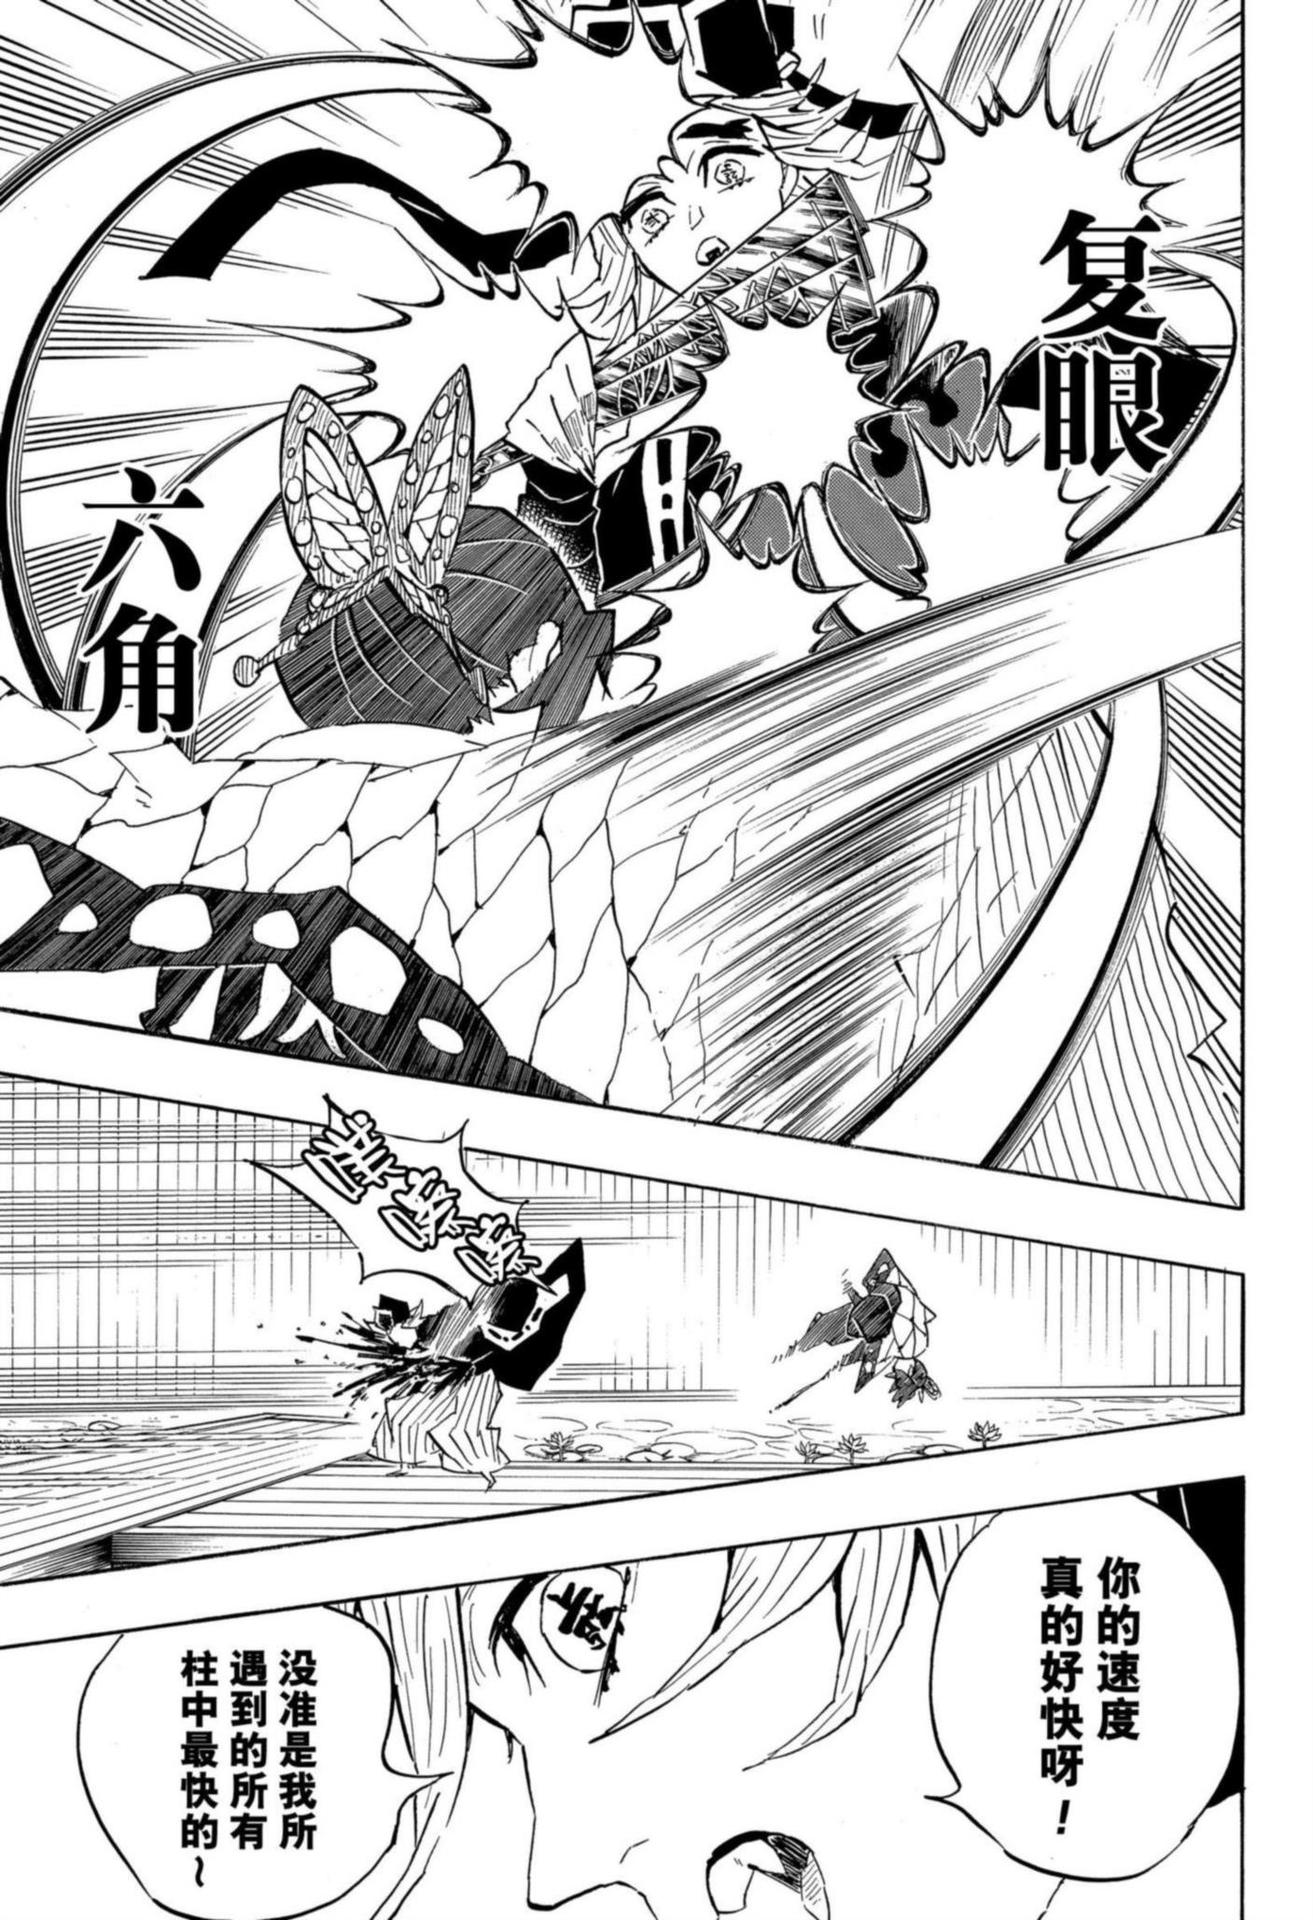 复眼
六角
你的速度
真的好快呀！
没准是我所
遇到的所有
柱中最快的～